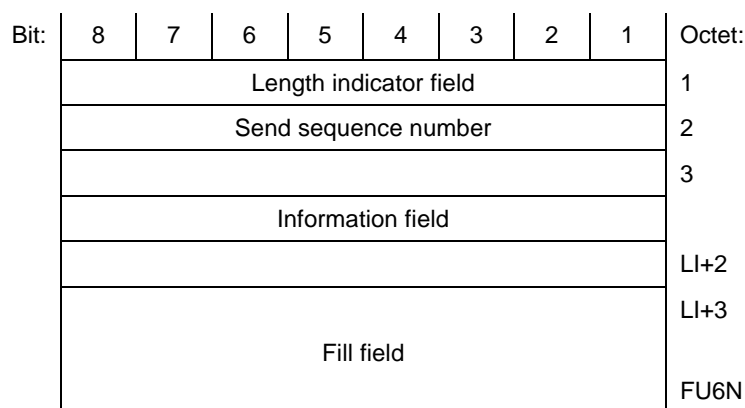 Bit: 8 7 6 5 4 3 2 1 Octet:
Length indicator field 1
Send sequence number 2
3
Information field
LI+2
LI+3
Fill field
FU6N